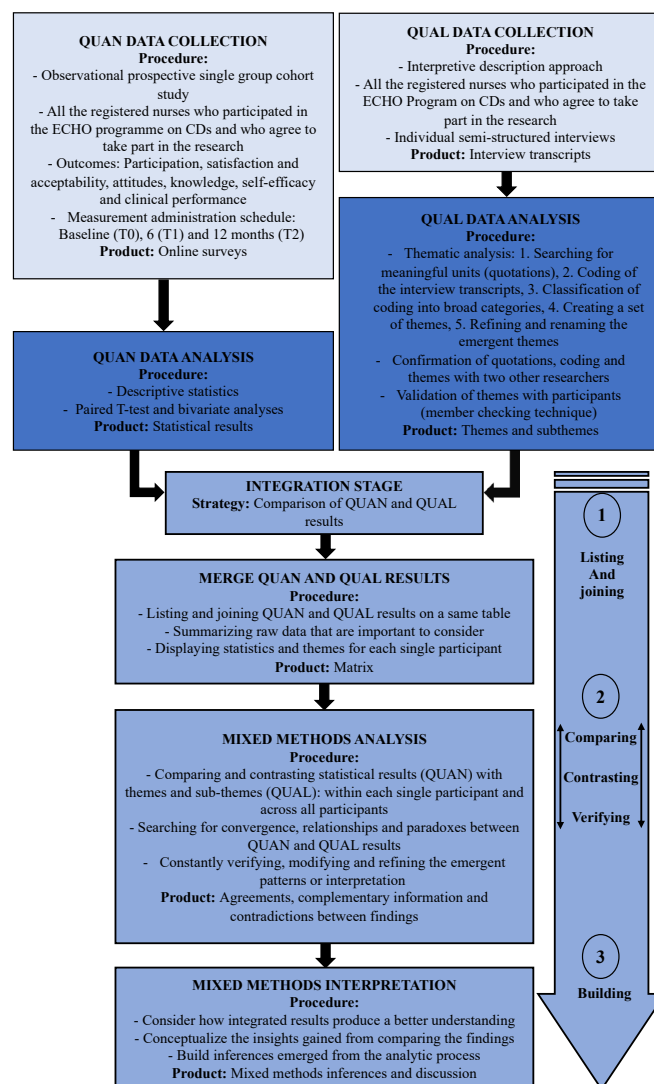 QUAN DATA COLLECTION
Procedure:
- Observational prospective single group cohort
study
- All the registered nurses who participated in
the ECHO programme on CDs and who agree to
take part in the research
- Outcomes: Participation, satisfaction and
acceptability, attitudes, knowledge, self-efficacy
and clinical performance
- Measurement administration schedule:
Baseline (T0), 6 (T1) and 12 months (T2)
Product: Online surveys
QUAL DATA COLLECTION
Procedure:
- Interpretive description approach
- All the registered nurses who participated in the
ECHO Program on CDs and who agree to take
part in the research
- Individual semi-structured interviews
Product: Interview transcripts
QUAN DATA ANALYSIS
Procedure:
- Descriptive statistics
- Paired T-test and bivariate analyses
Product: Statistical results
QUAL DATA ANALYSIS
Procedure:
- Thematic analysis: 1. Searching for
meaningful units (quotations), 2. Coding of
the interview transcripts, 3. Classification of
coding into broad categories, 4. Creating a set
of themes, 5. Refining and renaming the
emergent themes
- Confirmation of quotations, coding and
themes with two other researchers
- Validation of themes with participants
(member checking technique)
Product: Themes and subthemes
INTEGRATION STAGE
Strategy: Comparison of QUAN and QUAL
results
MERGE QUAN AND QUAL RESULTS
Procedure:
- Listing and joining QUAN and QUAL results on a same table
- Summarizing raw data that are important to consider
- Displaying statistics and themes for each single participant
Product: Matrix
MIXED METHODS ANALYSIS
Procedure:
- Comparing and contrasting statistical results (QUAN) with
themes and sub-themes (QUAL): within each single participant and
across all participants
- Searching for convergence, relationships and paradoxes between
QUAN and QUAL results
- Constantly verifying, modifying and refining the emergent
patterns or interpretation
Product: Agreements, complementary information and
contradictions between findings
MIXED METHODS INTERPRETATION
Procedure:
- Consider how integrated results produce a better understanding
- Conceptualize the insights gained from comparing the findings
- Build inferences emerged from the analytic process
Product: Mixed methods inferences and discussion
1
Listing
And
joining
2
Comparing
Contrasting
Verifying
3
Building